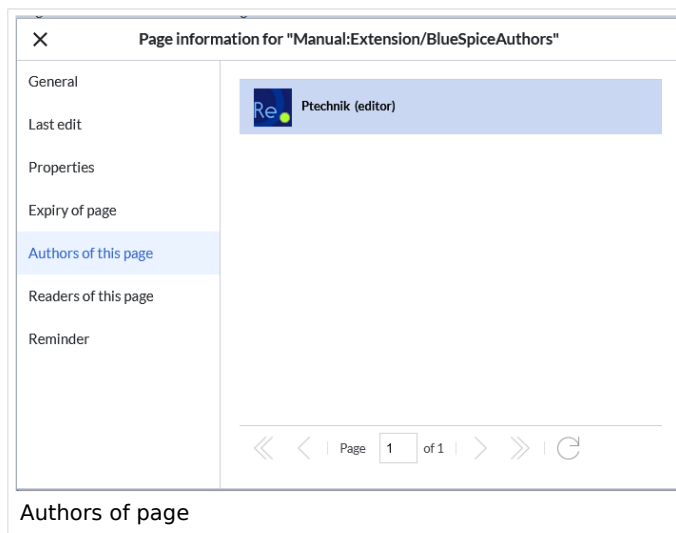 Page information for "Manual:Extension/BlueSpiceAuthors"
General
Last edit
Properties
Expiry of page
Authors of this page
Readers of this page
Reminder
Re
Ptechnik (editor)
Page 1 of 1
Authors of page